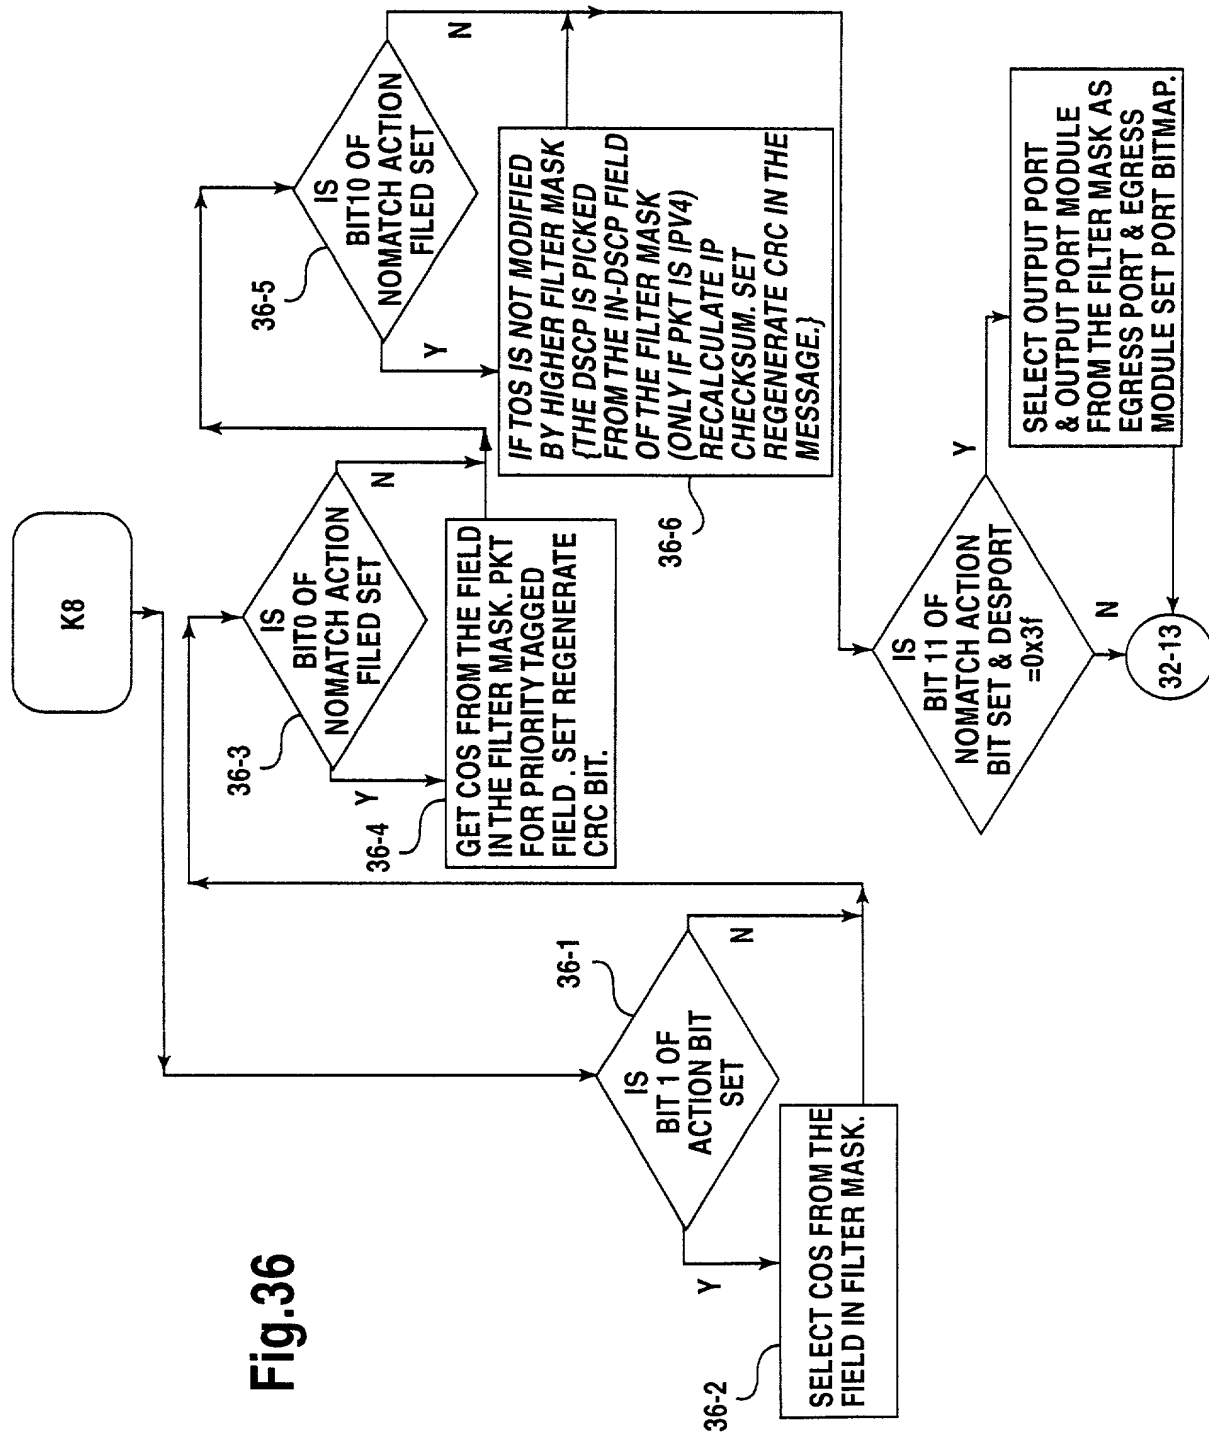 Fig.36
K8
36-1
IS
BIT 1 OF
ACTION BIT
SET
Y
N
36-2
SELECT COS FROM THE
FIELD IN FILTER MASK.
36-3
IS
BIT0 OF
NOMATCH ACTION
FILED SET
Y
N
36-4
GET COS FROM THE FIELD
IN THE FILTER MASK. PKT
FOR PRIORITY TAGGED
FIELD . SET REGENERATE
CRC BIT.
36-5
IS
BIT10 OF
NOMATCH ACTION
FILED SET
Y
N
36-6
IF TOS IS NOT MODIFIED
BY HIGHER FILTER MASK
{THE DSCP IS PICKED
FROM THE IN-DSCP FIELD
OF THE FILTER MASK
(ONLY IF PKT IS IPV4)
RECALCULATE IP
CHECKSUM. SET
REGENERATE CRC IN THE
MESSAGE.}
IS
BIT 11 OF
NOMATCH ACTION
BIT SET & DESPORT
=0x3f
Y
N
SELECT OUTPUT PORT
& OUTPUT PORT MODULE
FROM THE FILTER MASK AS
EGRESS PORT & EGRESS
MODULE SET PORT BITMAP.
32-13